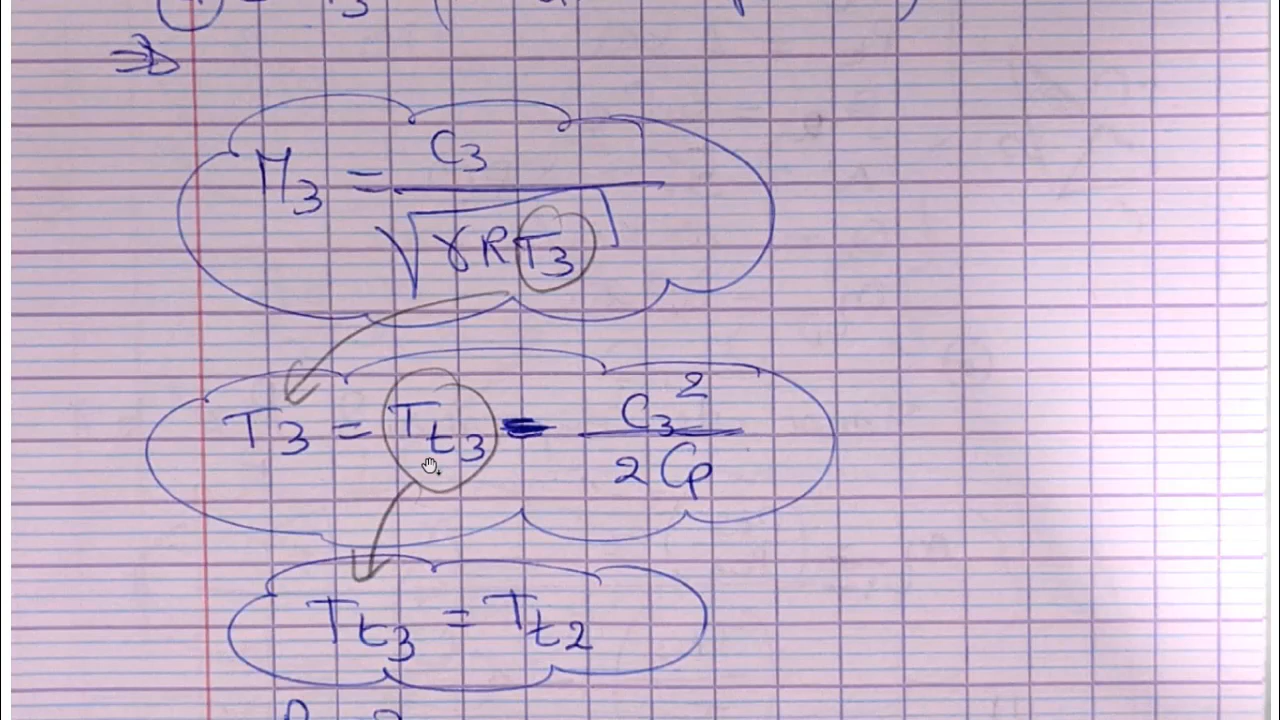 ⇒
M₃ = C₃ / √(γRT₃)
T₃ = Tt₃ - C₃² / 2Cp
Tt₃ = Tt₂